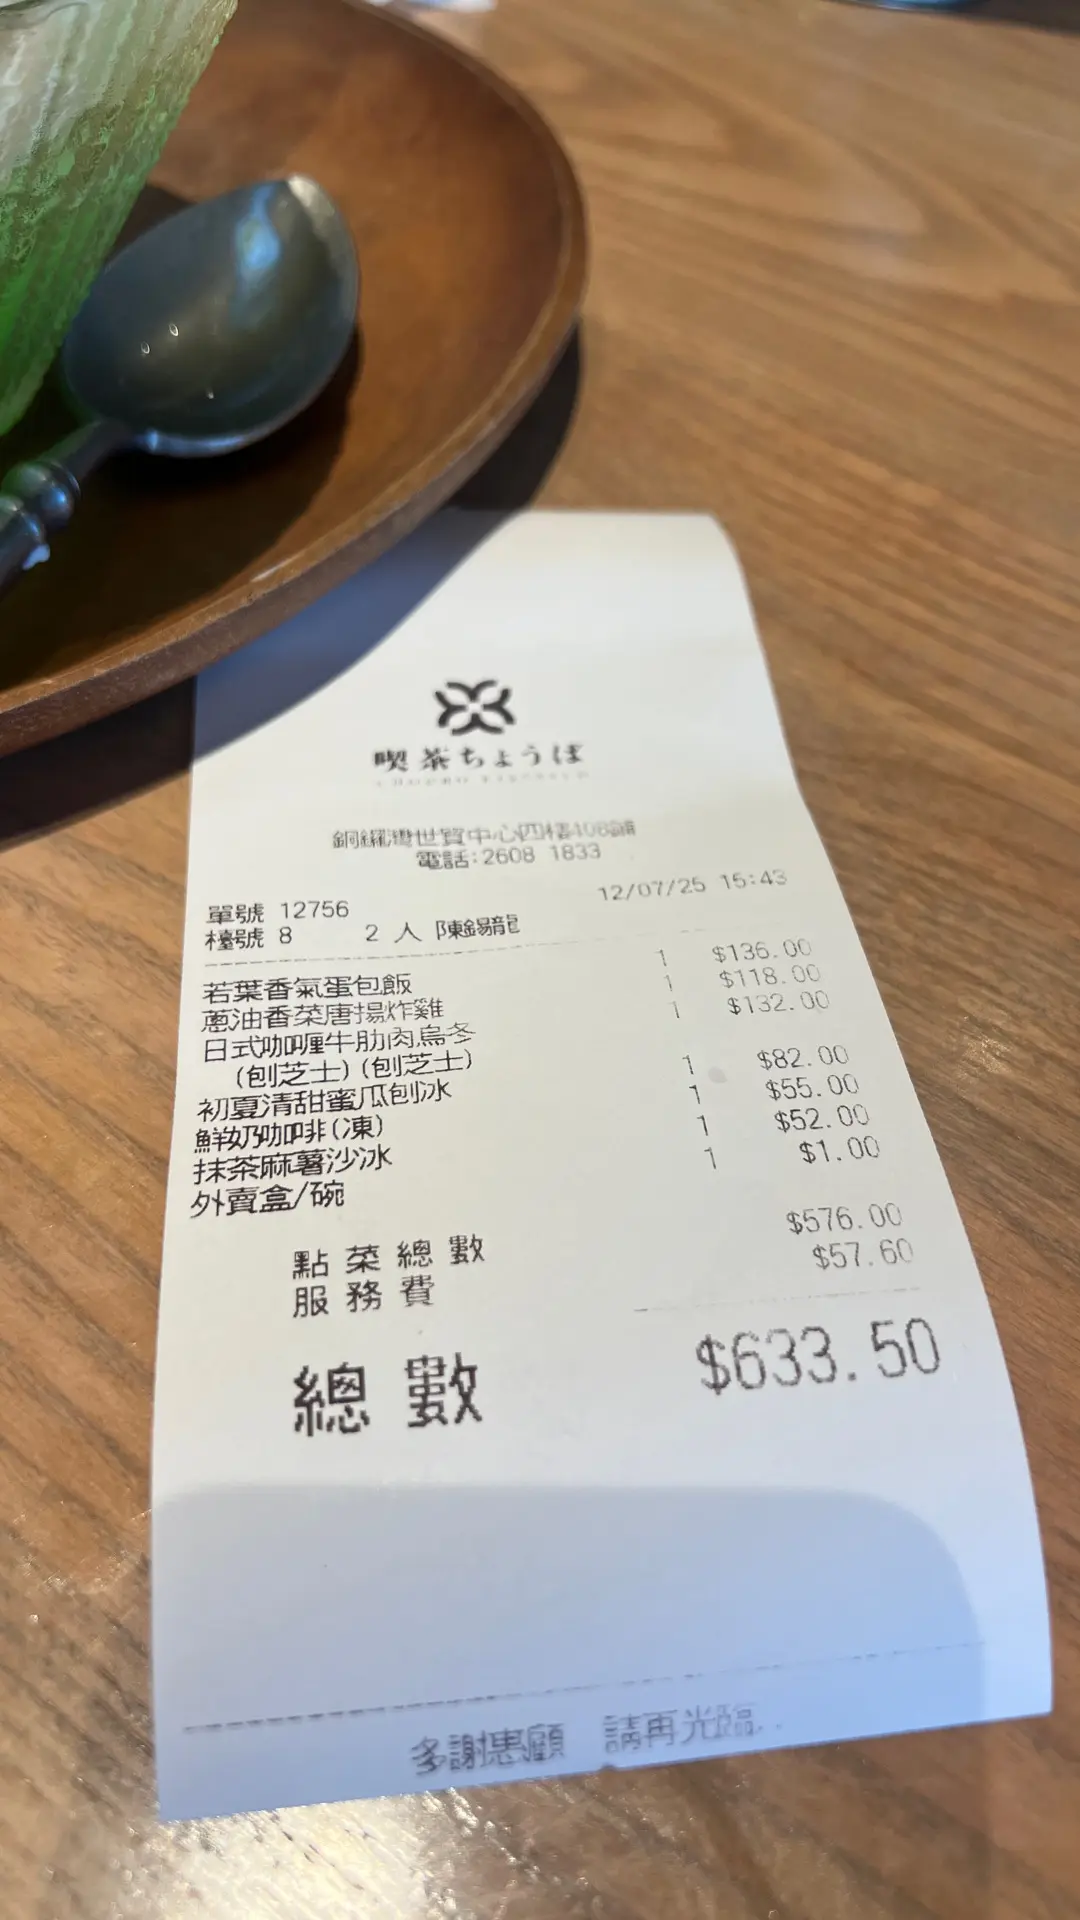 喫茶ちょうぼ
銅鑼灣世貿中心四樓408舖
電話:2608 1833
12/07/25 15:43
單號 12756
檯號 8 2 人 陳錫龍
若葉香氣蛋包飯 1 $136.00
蔥油香菜唐揚炸雞 1 $118.00
日式咖喱牛肋肉烏冬 1 $132.00
(刨芝士)(刨芝士)
初夏清甜蜜瓜刨冰 1 $82.00
鮮奶咖啡(凍) 1 $55.00
抹茶麻薯沙冰 1 $52.00
外賣盒/碗 1 $1.00
點菜總數 $576.00
服務費 $57.60
總數 $633.50
多謝惠顧 請再光臨..